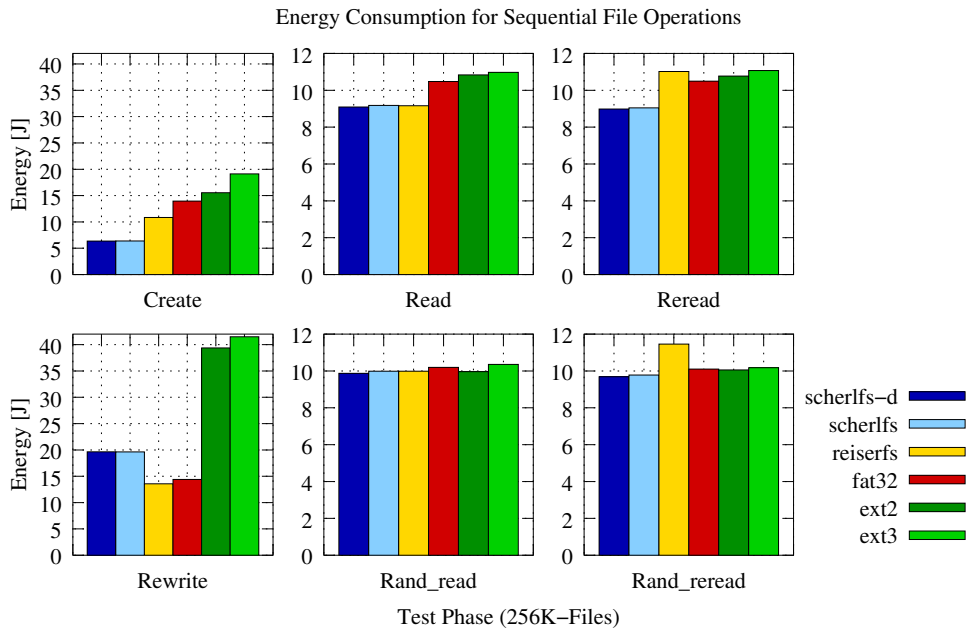 Energy Consumption for Sequential File Operations
Energy [J]
40
35
30
25
20
15
10
5
0
Create
12
10
8
6
4
2
0
Read
12
10
8
6
4
2
0
Reread
Energy [J]
40
35
30
25
20
15
10
5
0
Rewrite
12
10
8
6
4
2
0
Rand_read
12
10
8
6
4
2
0
Rand_reread
scherlfs-d
scherlfs
reiserfs
fat32
ext2
ext3
Test Phase (256K-Files)